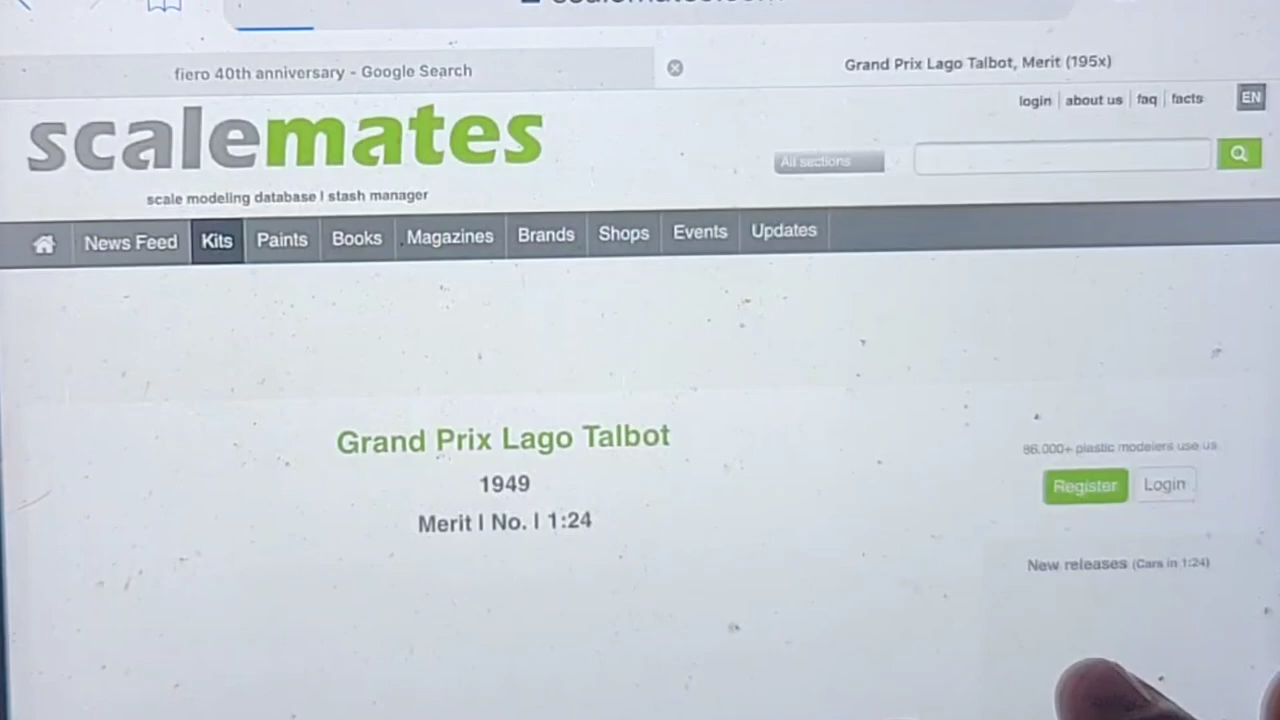 fiero 40th anniversary - Google Search
Grand Prix Lago Talbot, Merit (195x)
login | about us | faq | facts
EN
scalemates
All sections
scale modeling database | stash manager
News Feed
Kits
Paints
Books
Magazines
Brands
Shops
Events
Updates
Grand Prix Lago Talbot
1949
Merit | No. | 1:24
86.000+ plastic modelers use us.
Register
Login
New releases (Cars in 1:24)